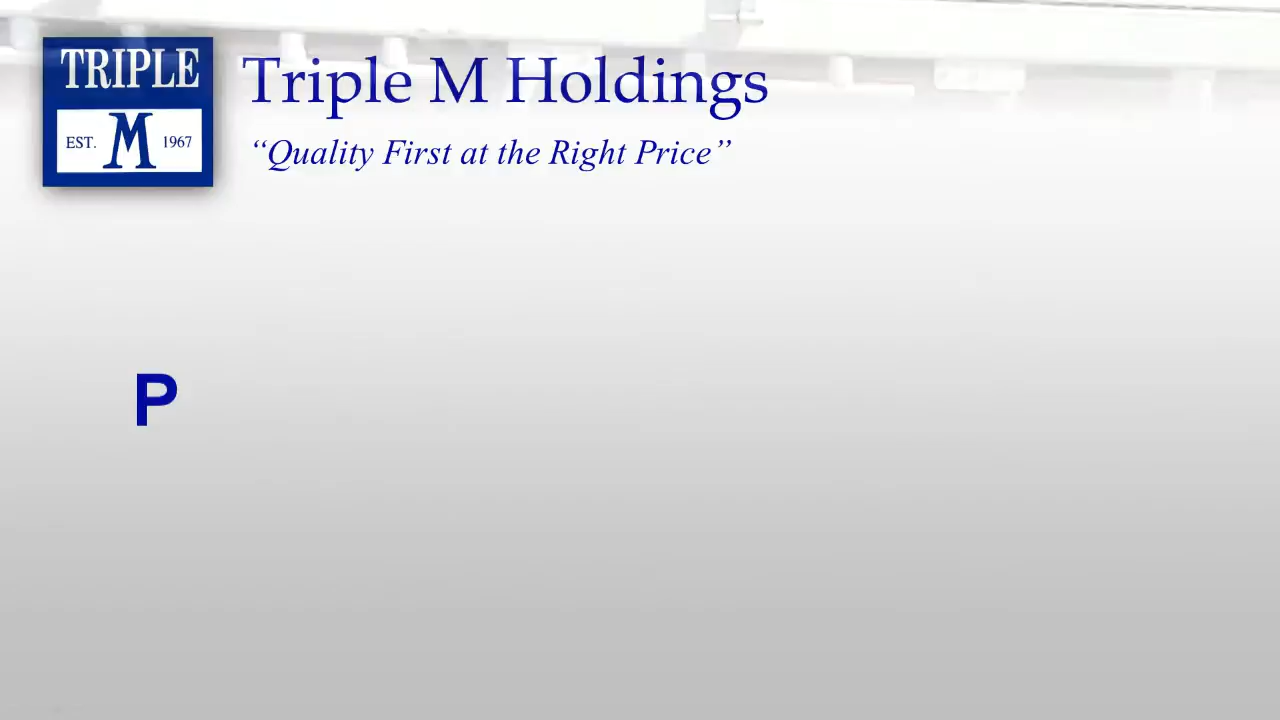 TRIPLE
EST. M 1967
Triple M Holdings
“Quality First at the Right Price”
P